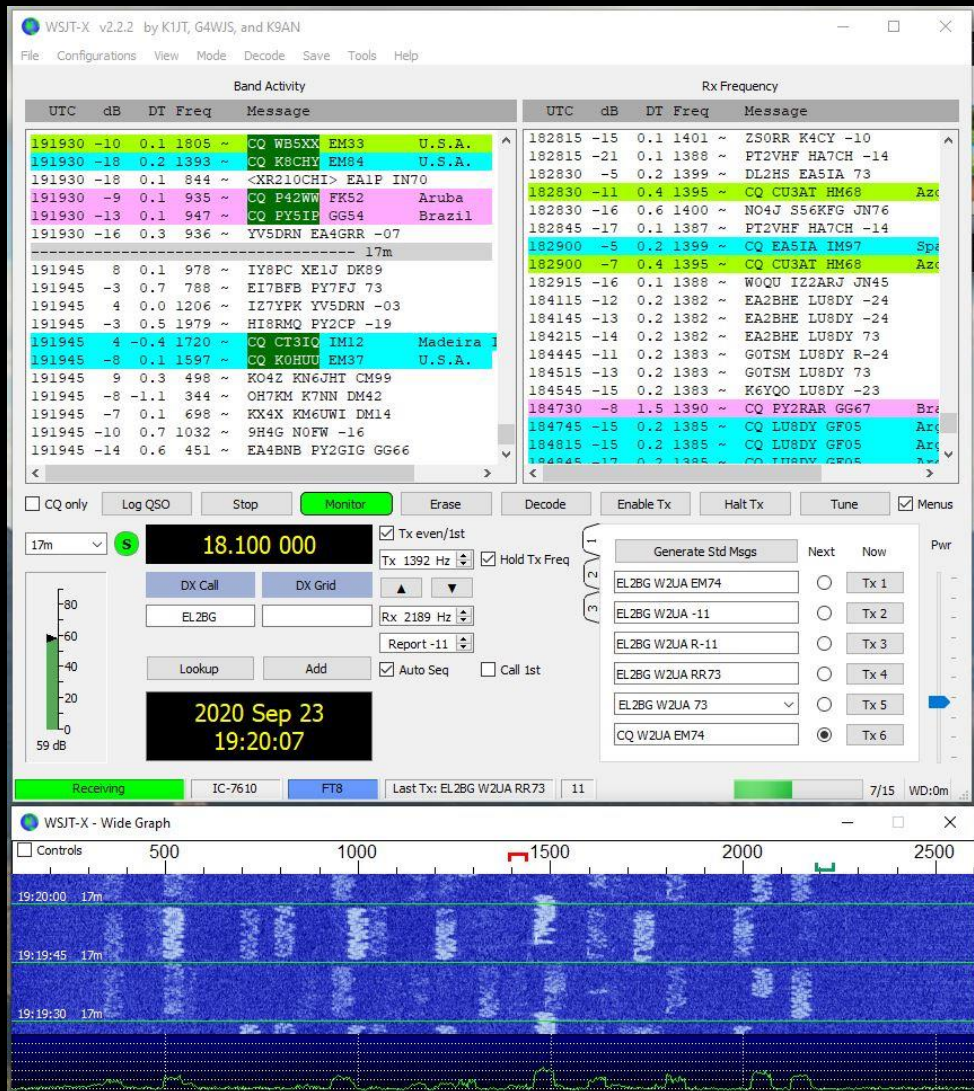 WSJT-X v2.2.2 by K1JT, G4WJS, and K9AN
File Configurations View Mode Decode Save Tools Help
Band Activity
UTC dB DT Freq Message
191930 -10 0.1 1805 ~ CQ WB5XX EM33 U.S.A.
191930 -18 0.2 1393 ~ CQ K8CHY EM84 U.S.A.
191930 -18 0.1 844 ~ <XR210CHI> EA1P IN70
191930 -9 0.1 935 ~ CQ P42WW FK52 Aruba
191930 -13 0.1 947 ~ CQ PY5IP GG54 Brazil
191930 -16 0.3 936 ~ YV5DRN EA4GRR -07
17m
191945 8 0.1 978 ~ IY8PC XE1J DK89
191945 -3 0.7 788 ~ EI7BFB PY7FJ 73
191945 4 0.0 1206 ~ IZ7YPK YV5DRN -03
191945 -3 0.5 1979 ~ HI8RMQ PY2CP -19
191945 4 -0.4 1720 ~ CQ CT3IQ IM12 Madeira I
191945 -8 0.1 1597 ~ CQ K0HUU EM37 U.S.A.
191945 9 0.3 498 ~ KO4Z KN6JHT CM99
191945 -8 -1.1 344 ~ OH7KM K7NN DM42
191945 -7 0.1 698 ~ KX4X KM6UWI DM14
191945 -10 0.7 1032 ~ 9H4G N0FW -16
191945 -14 0.6 451 ~ EA4BNB PY2GIG GG66
Rx Frequency
UTC dB DT Freq Message
182815 -15 0.1 1401 ~ ZS0RR K4CY -10
182815 -21 0.1 1388 ~ PT2VHF HA7CH -14
182830 -5 0.2 1399 ~ DL2HS EA5IA 73
182830 -11 0.4 1395 ~ CQ CU3AT HM68 Azo
182830 -16 0.6 1400 ~ NO4J S56KFG JN76
182845 -17 0.1 1387 ~ PT2VHF HA7CH -14
182900 -5 0.2 1399 ~ CQ EA5IA IM97 Spa
182900 -7 0.4 1395 ~ CQ CU3AT HM68 Azo
182915 -16 0.1 1388 ~ W0QU IZ2ARJ JN45
184115 -12 0.2 1382 ~ EA2BHE LU8DY -24
184145 -13 0.2 1382 ~ EA2BHE LU8DY -24
184215 -14 0.2 1382 ~ EA2BHE LU8DY 73
184445 -11 0.2 1383 ~ G0TSM LU8DY R-24
184515 -13 0.2 1383 ~ G0TSM LU8DY 73
184545 -15 0.2 1383 ~ K6YQO LU8DY -23
184730 -8 1.5 1390 ~ CQ PY2RAR GG67 Bra
184745 -15 0.2 1385 ~ CQ LU8DY GF05 Arg
184815 -15 0.2 1385 ~ CQ LU8DY GF05 Arg
184845 -17 0.2 1385 ~ CQ LU8DY GF05 Arg
CQ only Log QSO Stop Monitor Erase Decode Enable Tx Halt Tx Tune Menus
17m S 18.100 000
DX Call DX Grid
EL2BG
Lookup Add
2020 Sep 23
19:20:07
-80
-60
-40
-20
-0
59 dB
Tx even/1st
Tx 1392 Hz Hold Tx Freq
▲ ▼
Rx 2189 Hz
Report -11
Auto Seq Call 1st
1
2
3
Generate Std Msgs Next Now Pwr
EL2BG W2UA EM74 Tx 1
EL2BG W2UA -11 Tx 2
EL2BG W2UA R-11 Tx 3
EL2BG W2UA RR73 Tx 4
EL2BG W2UA 73 Tx 5
CQ W2UA EM74 Tx 6
Receiving IC-7610 FT8 Last Tx: EL2BG W2UA RR73 11 7/15 WD:0m
WSJT-X - Wide Graph
Controls 500 1000 1500 2000 2500
19:20:00 17m
19:19:45 17m
19:19:30 17m